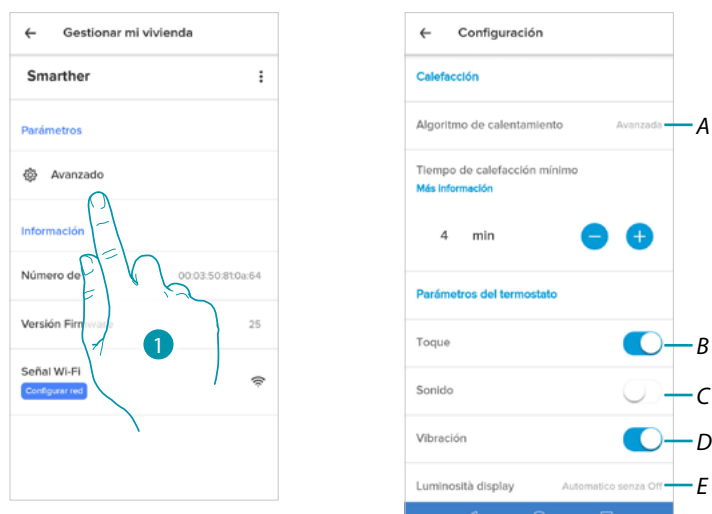 Gestionar mi vivienda
Smarther
Parámetros
Avanzado
Información
Número de
00:03:50:81:0a:64
Versión Firmware
25
Señal Wi-Fi
Configurar red
1
Configuración
Calefacción
Algoritmo de calentamiento
Avanzado
A
Tiempo de calefacción mínimo
Más información
4 min
Parámetros del termostato
Toque
B
Sonido
C
Vibración
D
Luminosità display
Automatico senza Off
E